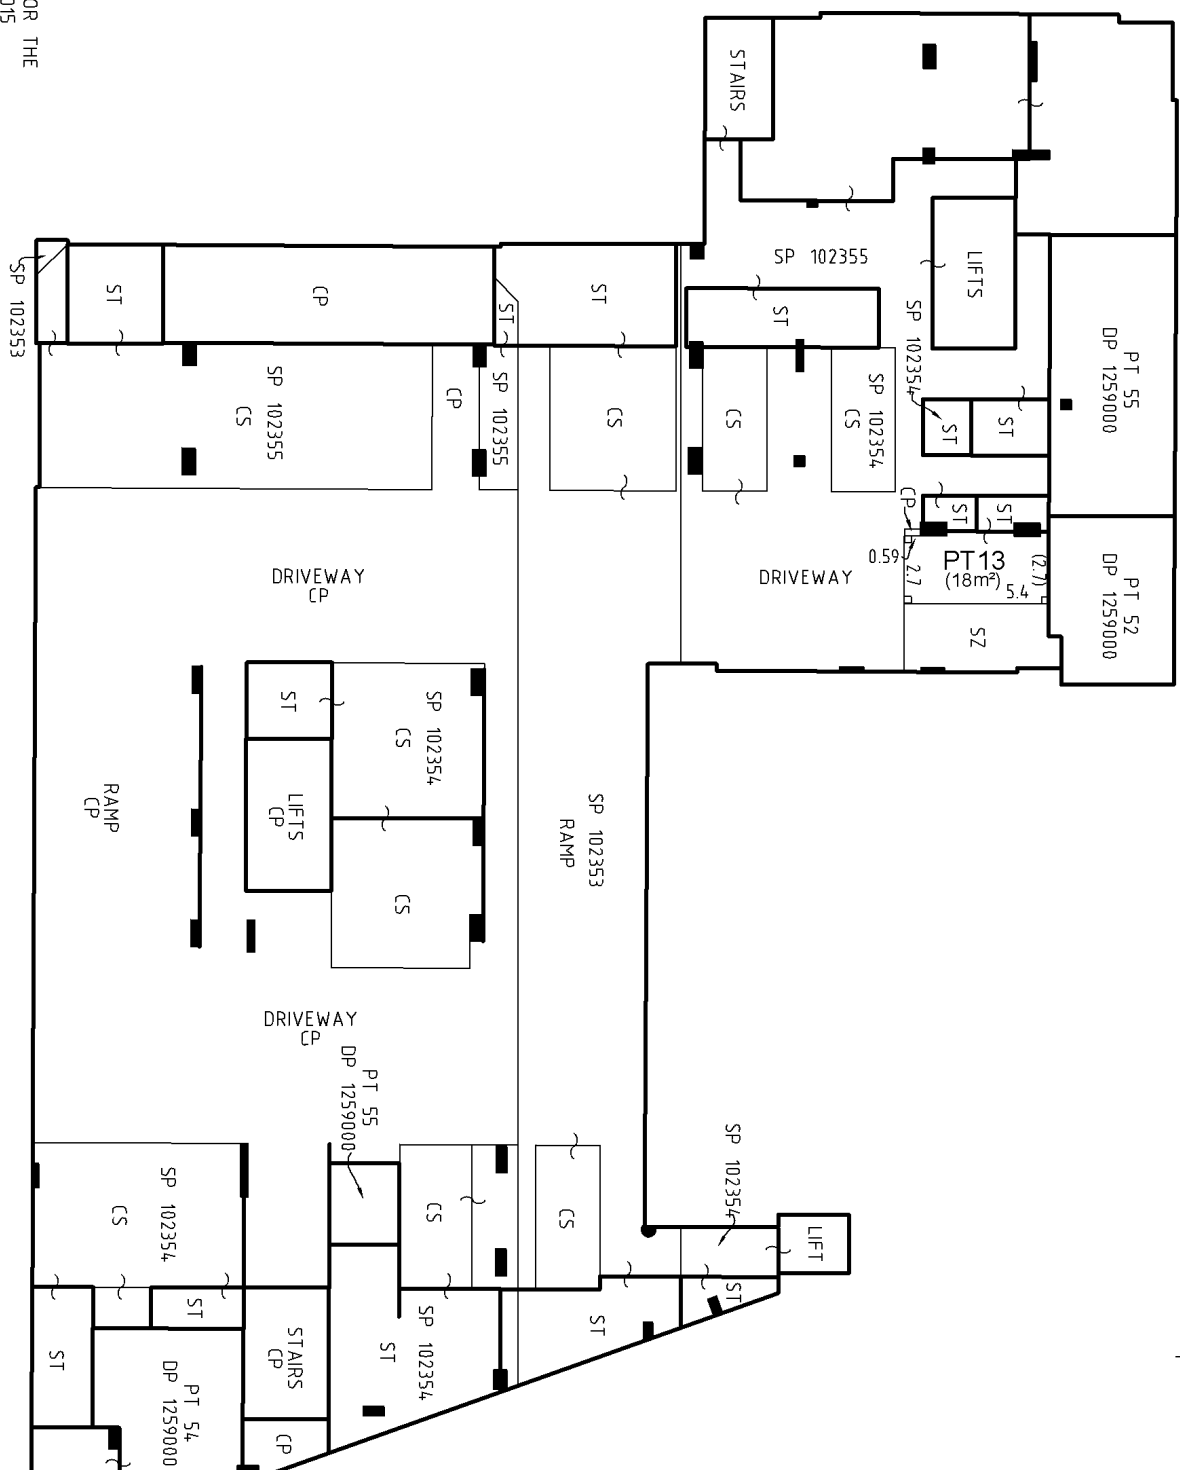 OR THE
015
STAIRS
SP 102355
LIFTS
ST
SP 102354
PT 55
DP 1259000
SP 102353
ST
CP
ST
ST
SP 102355
CS
CP
SP 102355
CS
CS
SP 102354
CS
ST
ST
CP
ST
ST
0.59
2.7
PT13
(18m²)
(2.7)
5.4
PT 52
DP 1259000
DRIVEWAY
CP
DRIVEWAY
SZ
ST
SP 102354
CS
RAMP
CP
LIFTS
CP
CS
SP 102353
RAMP
DRIVEWAY
CP
PT 55
DP 1259000
SP 102354
CS
SP 102354
CS
CS
LIFT
ST
ST
ST
STAIRS
CP
ST
SP 102354
ST
PT 54
DP 1259000
CP